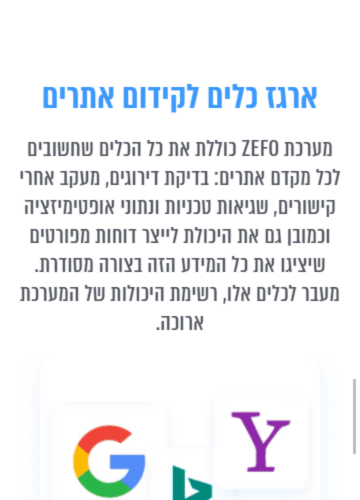 ארגז כלים לקידום אתרים
מערכת ZEFO כוללת את כל הכלים שחשובים
לכל מקדם אתרים: בדיקת דירוגים, מעקב אחרי
קישורים, שגיאות טכניות ונתוני אופטימיזציה
וכמובן גם את היכולת לייצר דוחות מפורטים
שיציגו את כל המידע הזה בצורה מסודרת.
מעבר לכלים אלו, רשימת היכולות של המערכת
ארוכה.